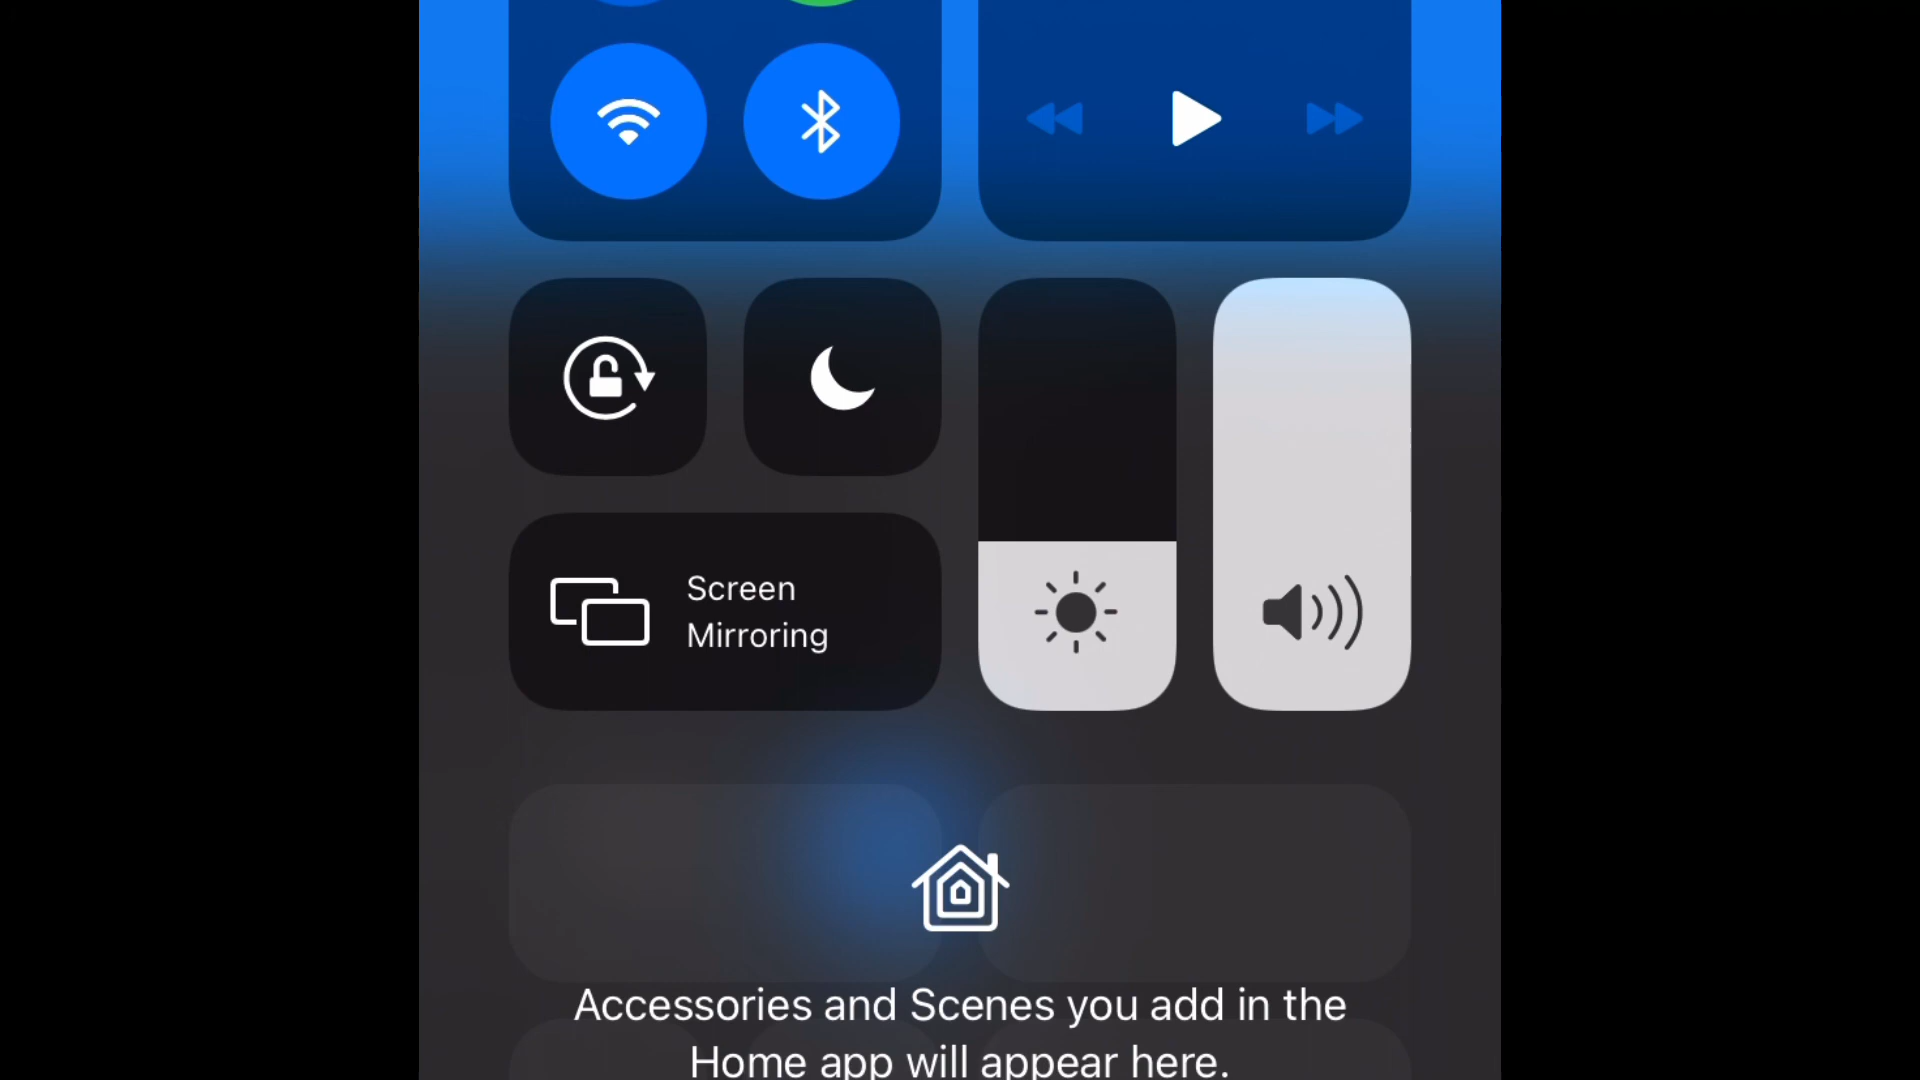 Screen
Mirroring
Accessories and Scenes you add in the
Home app will appear here.